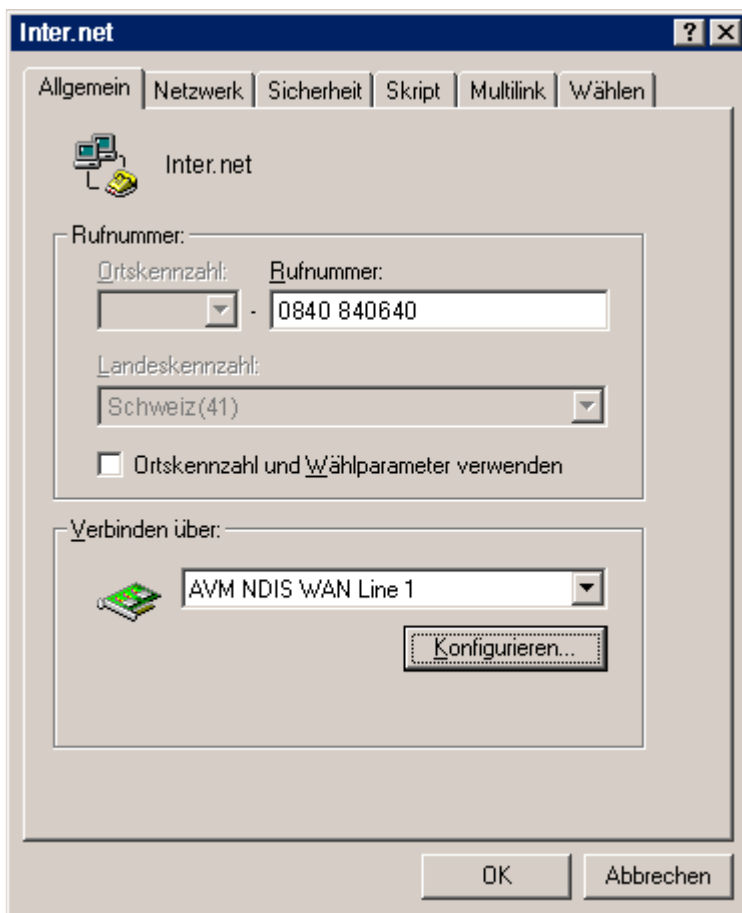 Inter.net
Allgemein Netzwerk Sicherheit Skript Multilink Wählen
Inter.net
Rufnummer:
Ortskennzahl: Rufnummer:
- 0840 840640
Landeskennzahl:
Schweiz(41)
Ortskennzahl und Wählparameter verwenden
Verbinden über:
AVM NDIS WAN Line 1
Konfigurieren...
OK Abbrechen